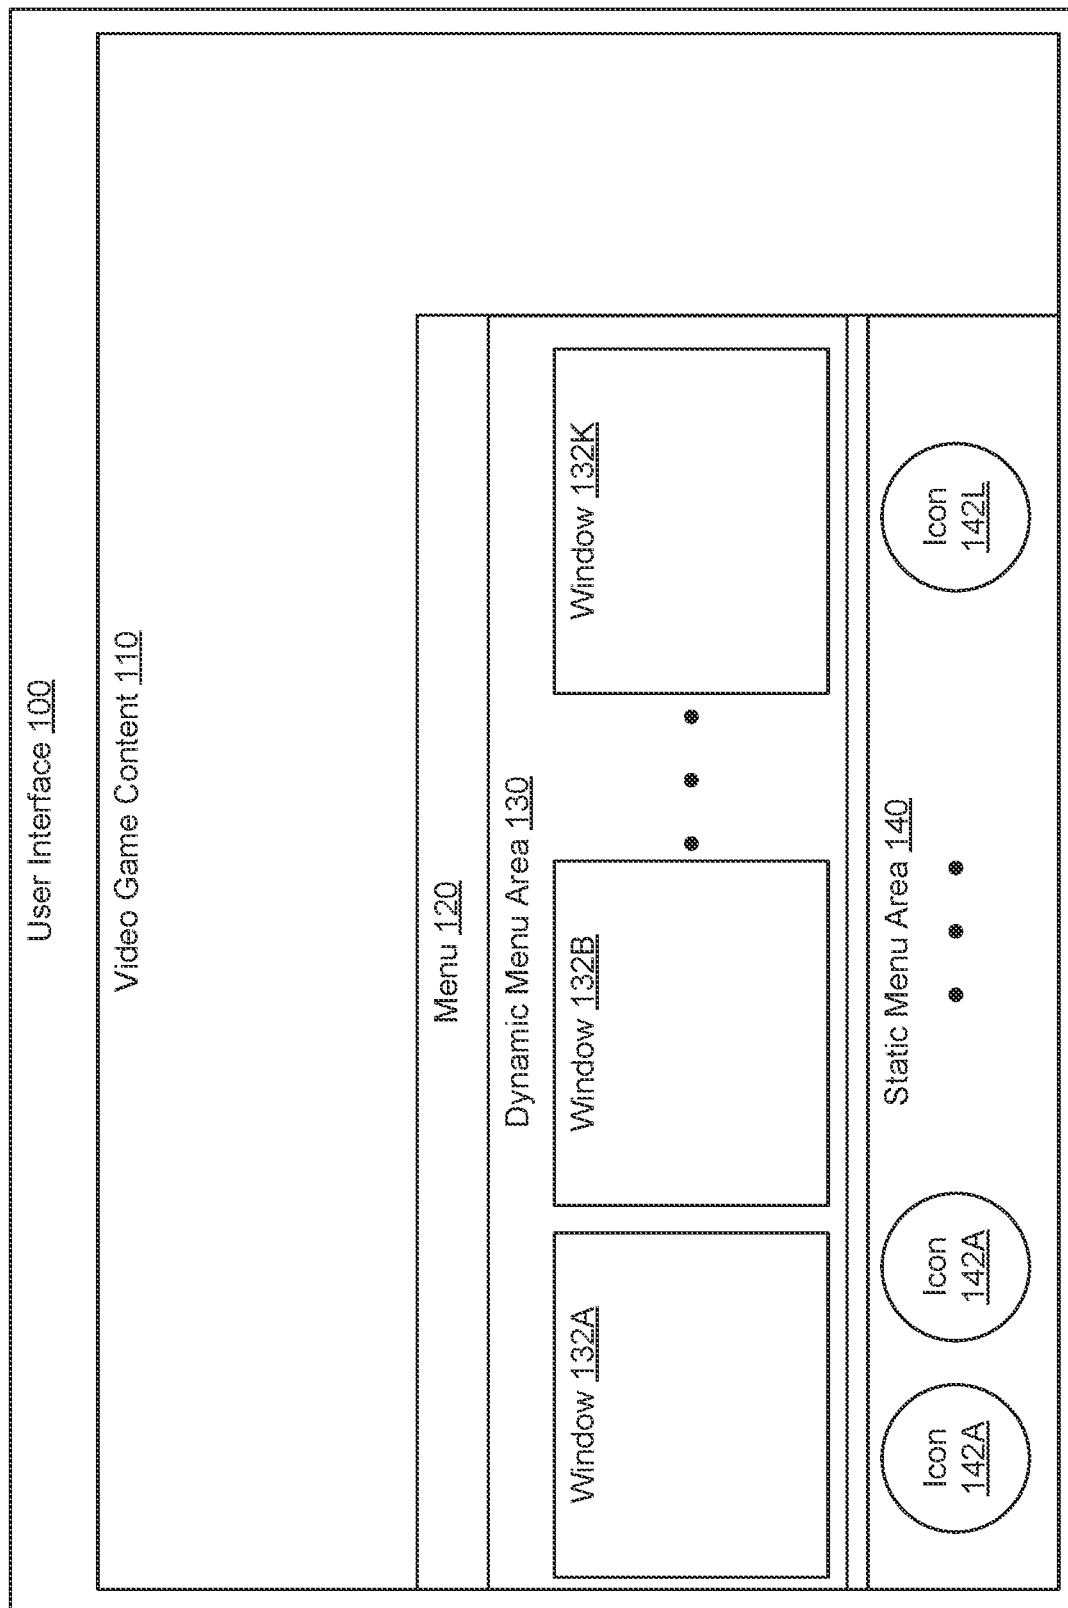 User Interface 100
Video Game Content 110
Menu 120
Dynamic Menu Area 130
Window 132A
Window 132B
Window 132K
Static Menu Area 140
Icon
142A
Icon
142A
Icon
142L